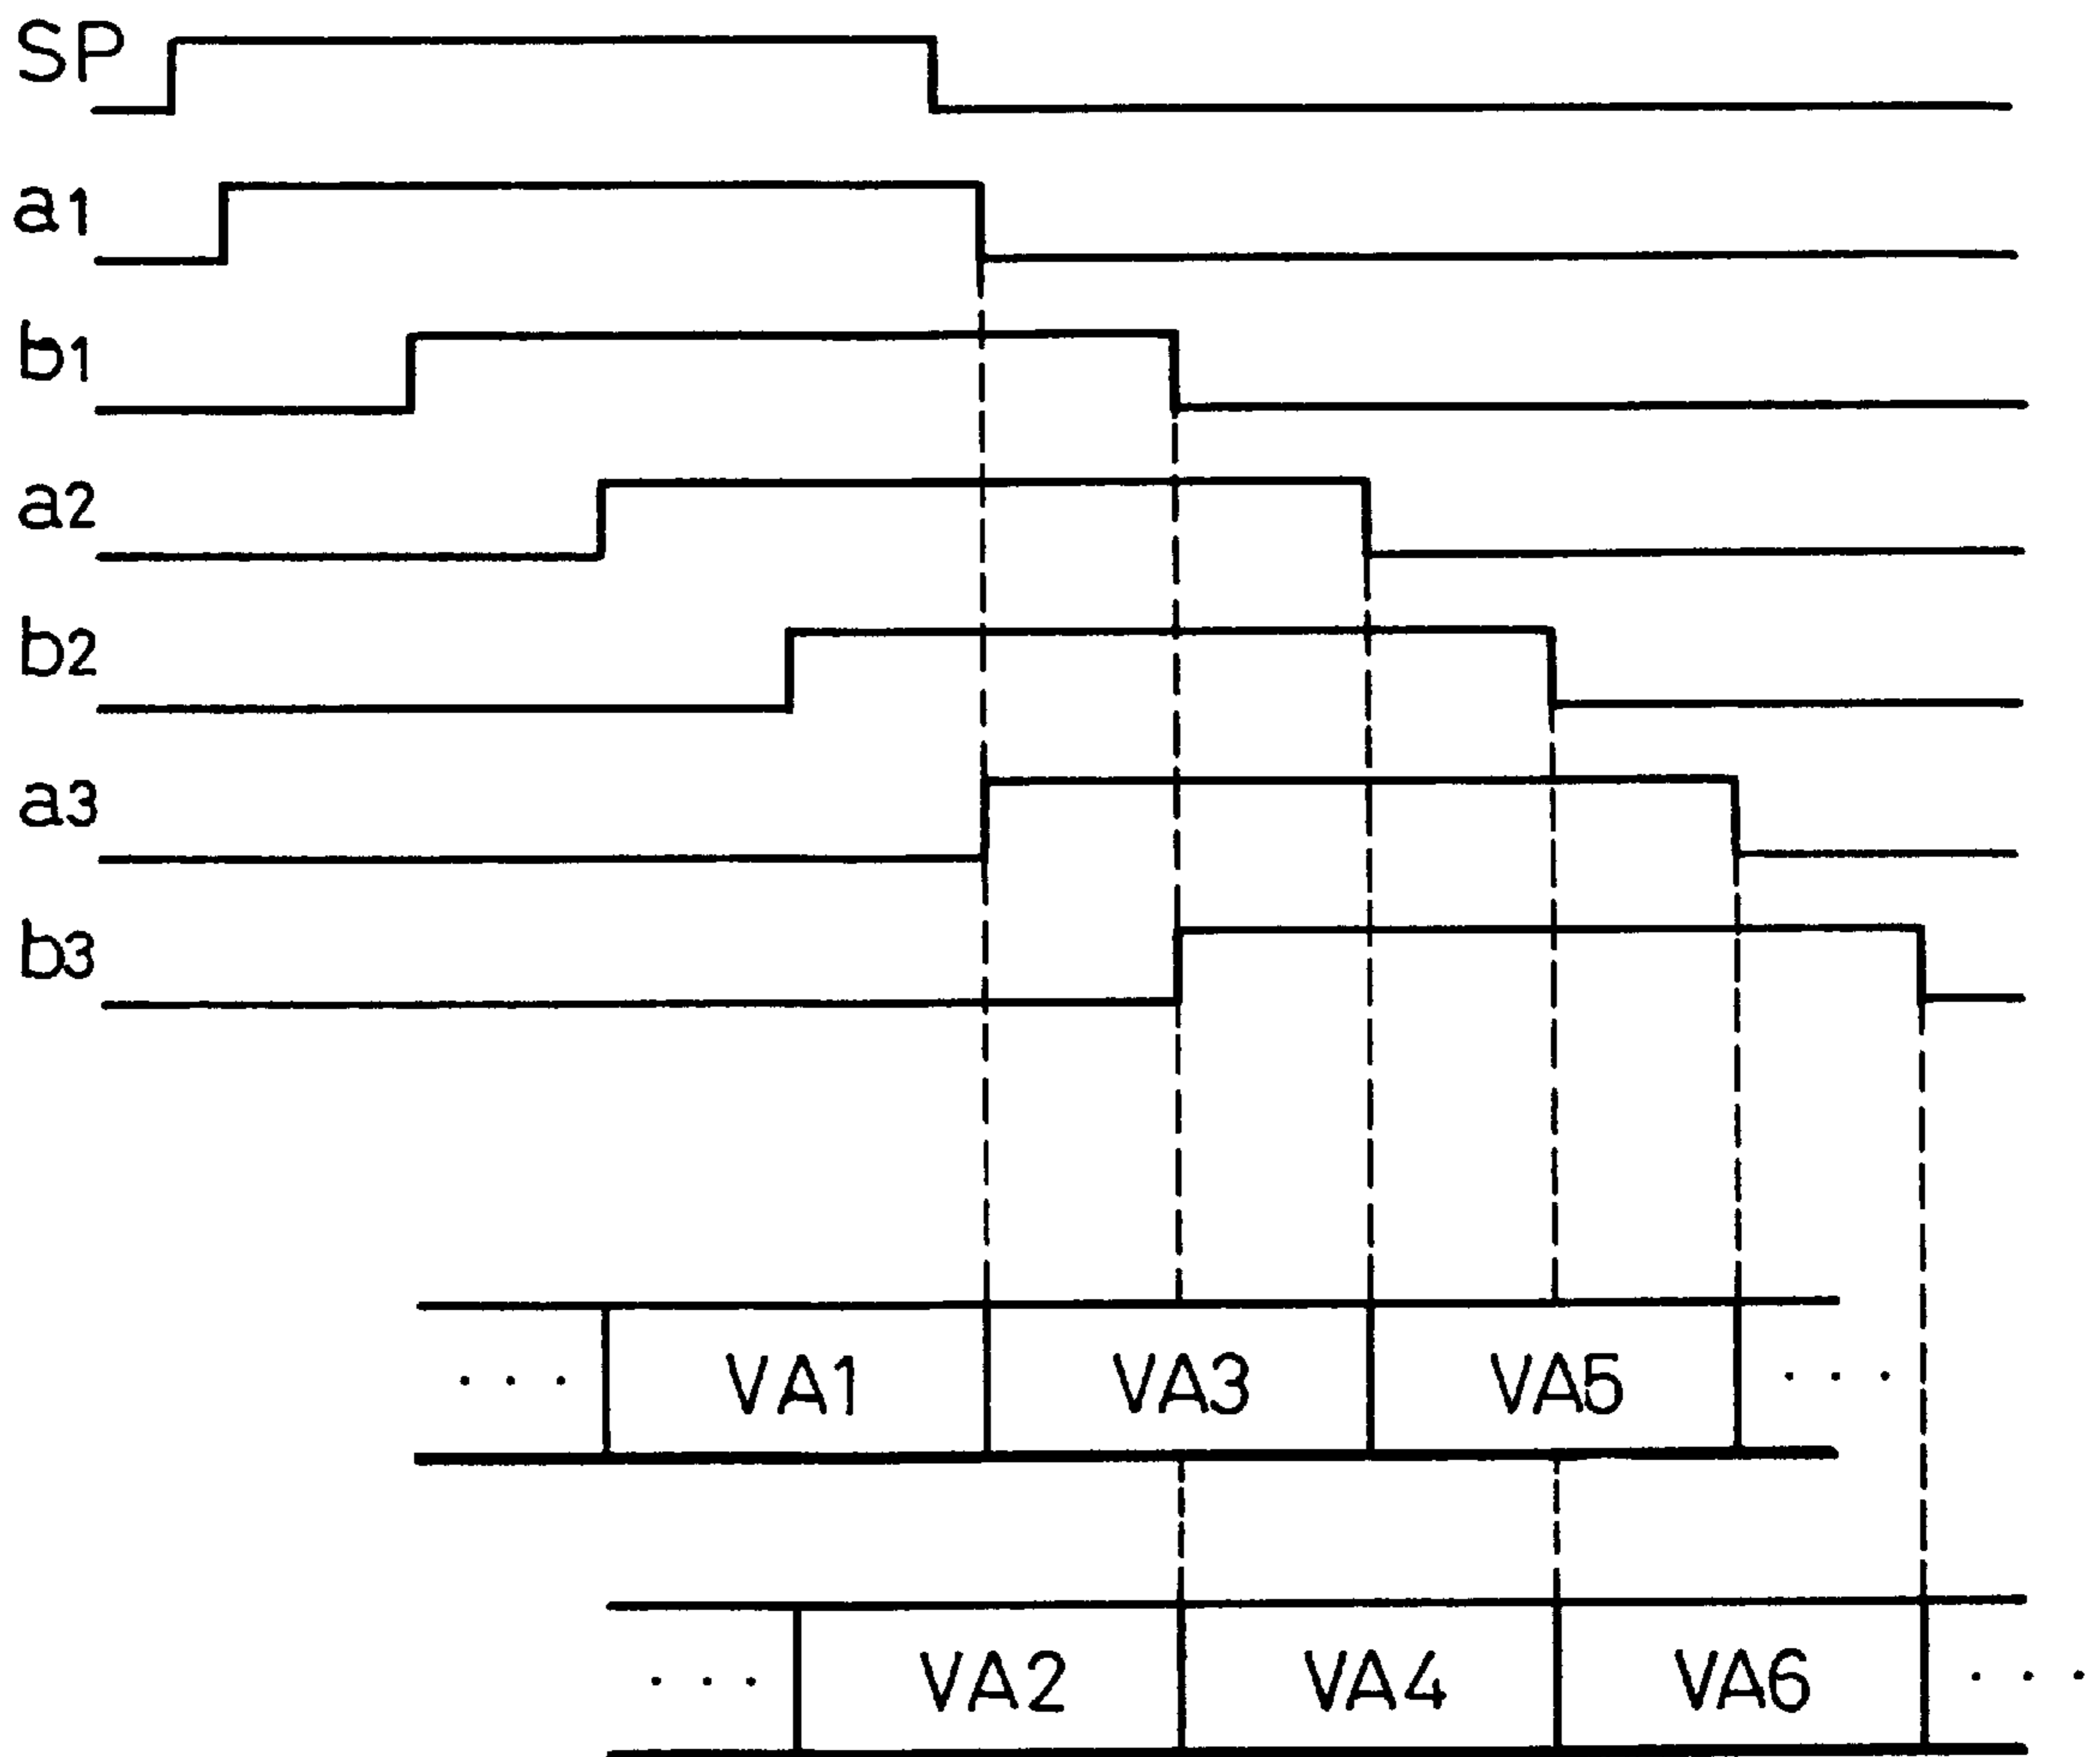 SP
a1
b1
a2
b2
a3
b3
... VA1 VA3 VA5 ...
... VA2 VA4 VA6 ...